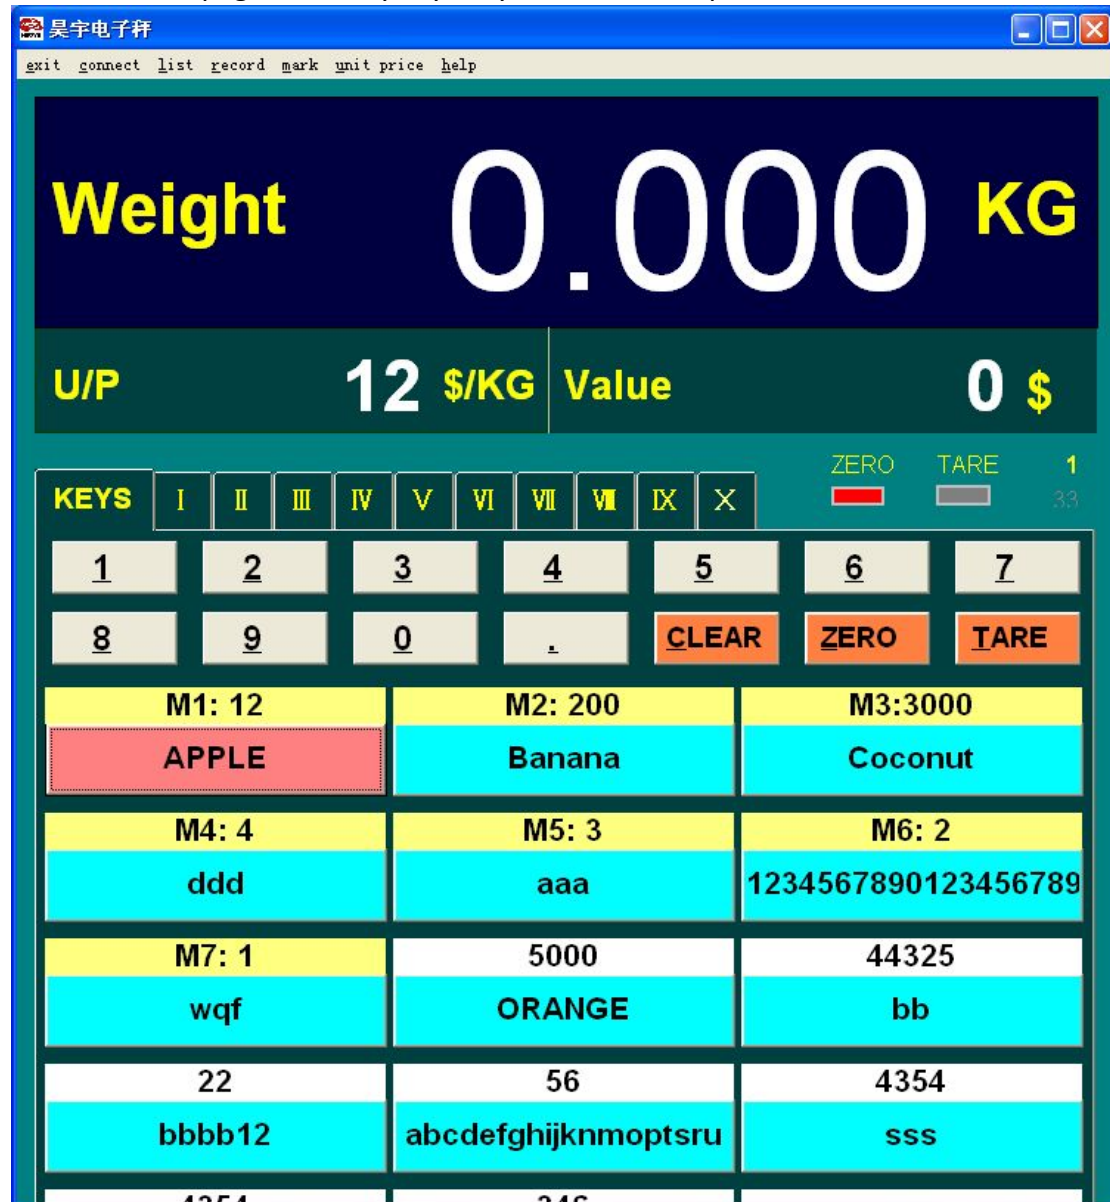 昊宇电子秤
exit connect list record mark unit price help
Weight 0.000 KG
U/P 12 $/KG Value 0 $
ZERO TARE 1
KEYS I II III IV V VI VII VIII IX X 33
1 2 3 4 5 6 7
8 9 0 . CLEAR ZERO TARE
M1: 12 M2: 200 M3:3000
APPLE Banana Coconut
M4: 4 M5: 3 M6: 2
ddd aaa 1234567890123456789
M7: 1 5000 44325
wqf ORANGE bb
22 56 4354
bbbb12 abcdefghijknmoptsru sss